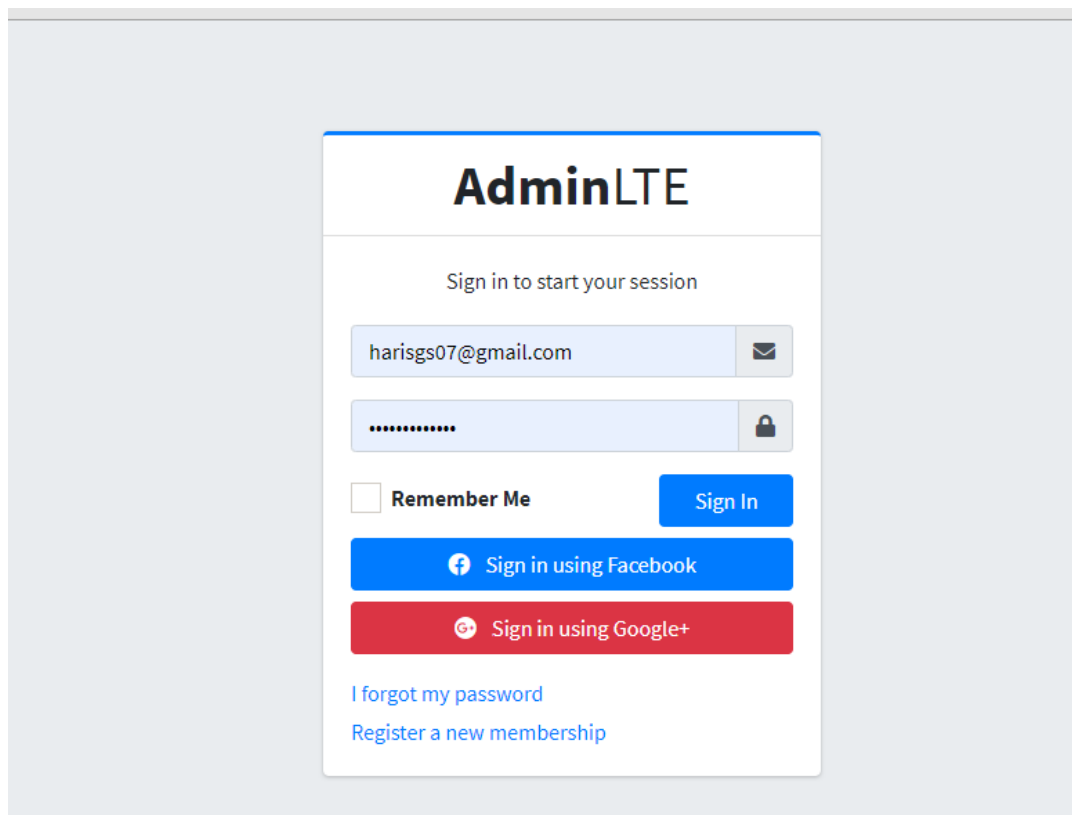 AdminLTE
Sign in to start your session
harisgs07@gmail.com
•••••••••••••
Remember Me
Sign In
Sign in using Facebook
G+ Sign in using Google+
I forgot my password
Register a new membership